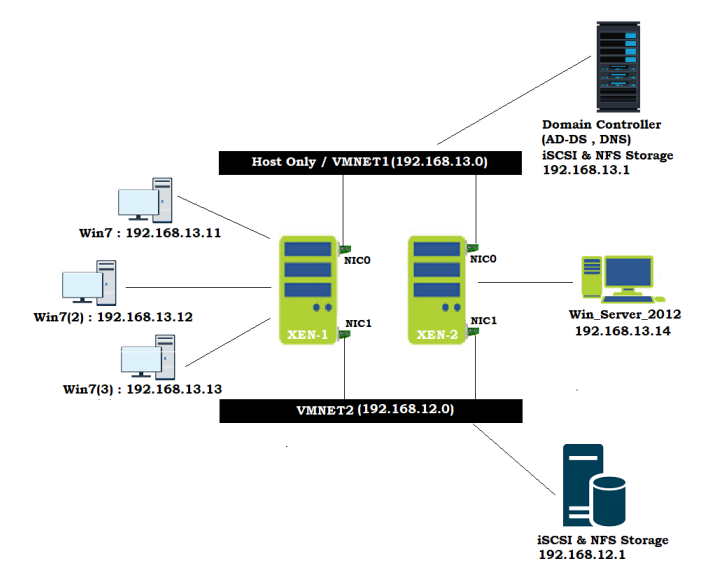 Domain Controller
(AD-DS , DNS)
iSCSI & NFS Storage
192.168.13.1
Host Only / VMNET1(192.168.13.0)
Win7 : 192.168.13.11
NIC0
NIC0
Win7(2) : 192.168.13.12
Win_Server_2012
192.168.13.14
NIC1
NIC1
XEN-1
XEN-2
Win7(3) : 192.168.13.13
VMNET2 (192.168.12.0)
iSCSI & NFS Storage
192.168.12.1